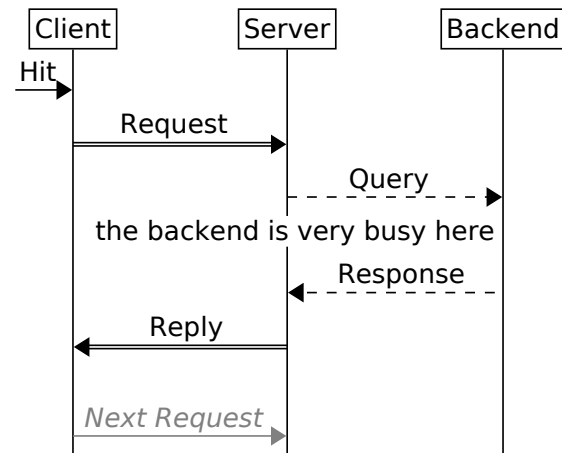 Client Server Backend
Hit
Request
Query
the backend is very busy here
Response
Reply
Next Request